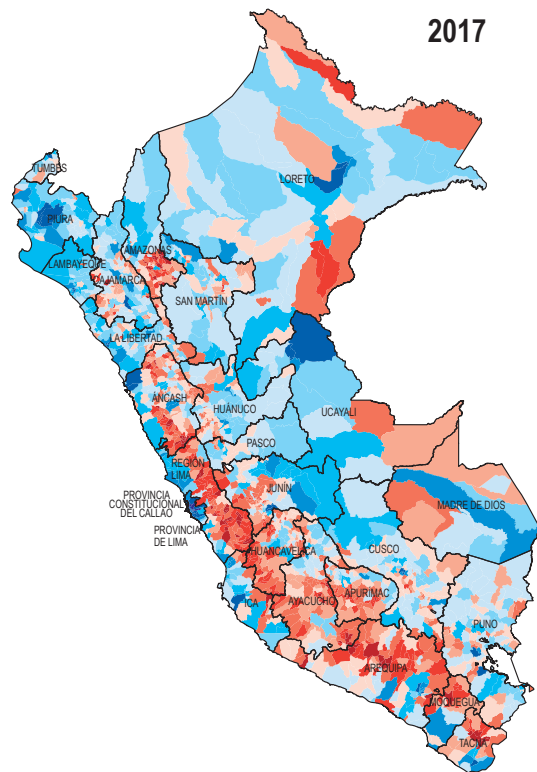 2017
LORETO
TUMBES
PIURA
LAMBAYEQUE
AMAZONAS
CAJAMARCA
SAN MARTÍN
LA LIBERTAD
ANCASH
HUÁNUCO
UCAYALI
PASCO
REGIÓN
LIMA
JUNÍN
PROVINCIA
CONSTITUCIONAL
DEL CALLAO
PROVINCIA
DE LIMA
MADRE DE DIOS
HUANCAVELICA
CUSCO
ICA
AYACUCHO
APURÍMAC
PUNO
AREQUIPA
MOQUEGUA
TACNA